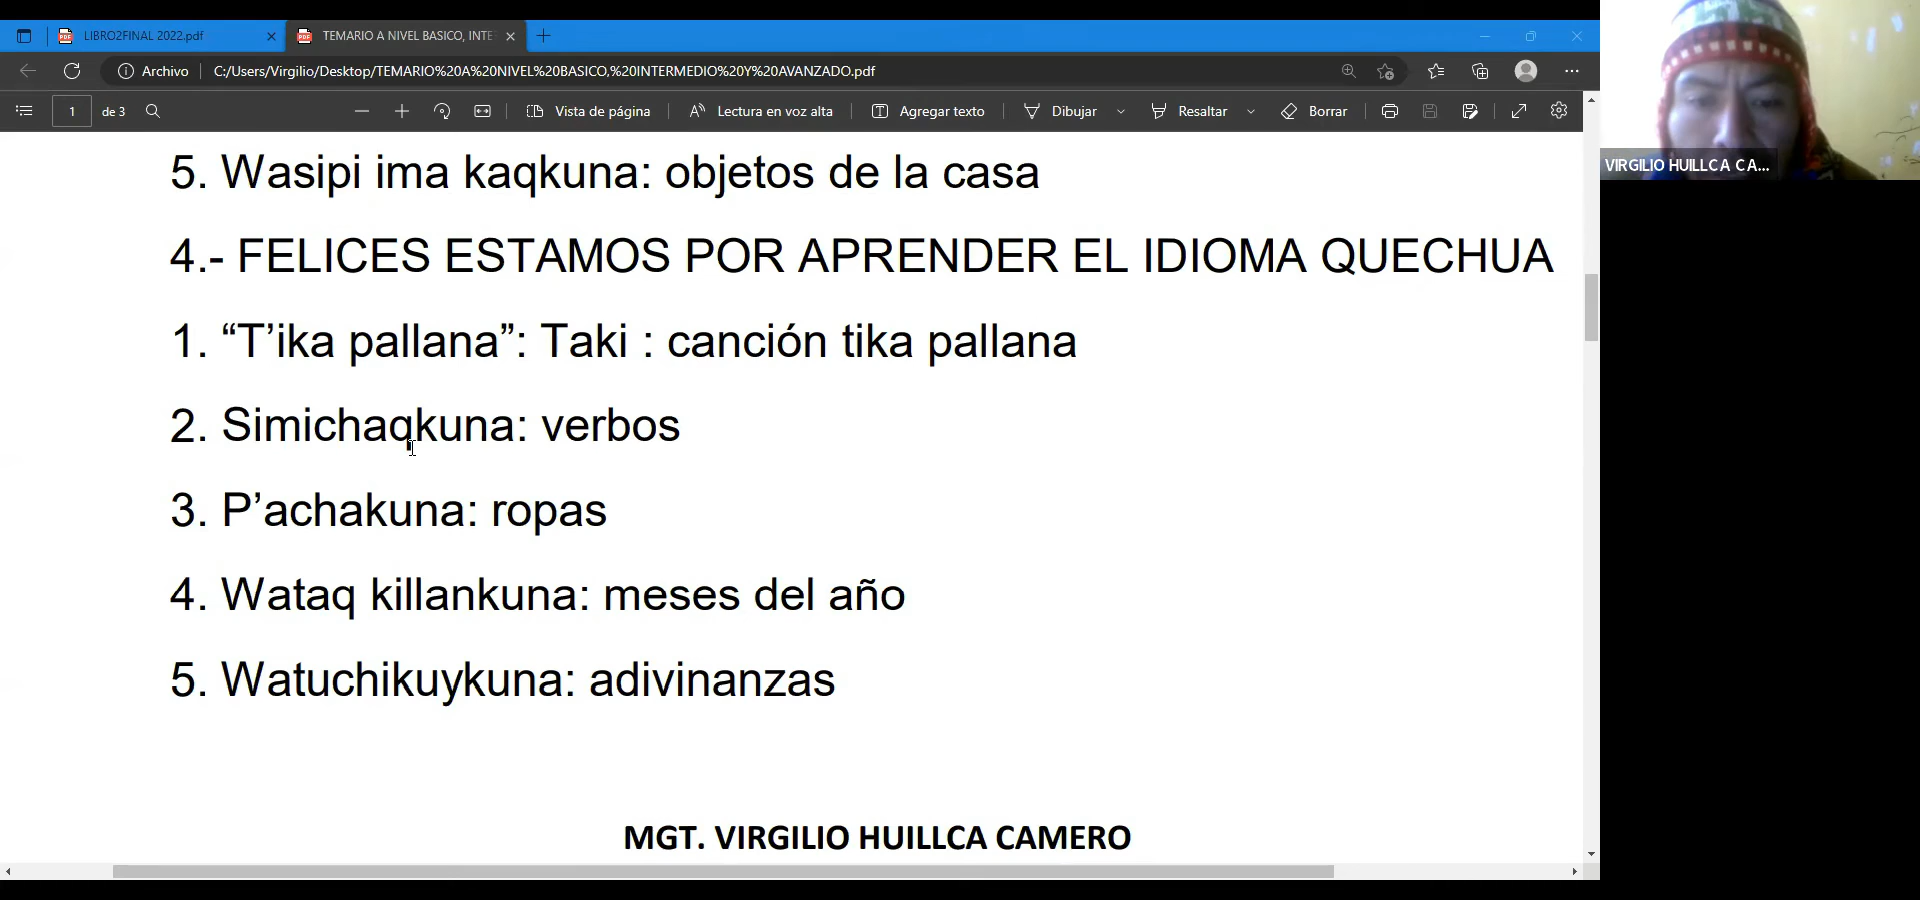 LIBRO2FINAL 2022.pdf
TEMARIO A NIVEL BASICO, INTE
Archivo
C:/Users/Virgilio/Desktop/TEMARIO%20A%20NIVEL%20BASICO,%20INTERMEDIO%20Y%20AVANZADO.pdf
1 de 3 Vista de página Lectura en voz alta Agregar texto Dibujar Resaltar Borrar
VIRGILIO HUILLCA CA...
5. Wasipi ima kaqkuna: objetos de la casa
4.- FELICES ESTAMOS POR APRENDER EL IDIOMA QUECHUA
1. “T’ika pallana”: Taki : canción tika pallana
2. Simichaqkuna: verbos
3. P’achakuna: ropas
4. Wataq killankuna: meses del año
5. Watuchikuykuna: adivinanzas
MGT. VIRGILIO HUILLCA CAMERO